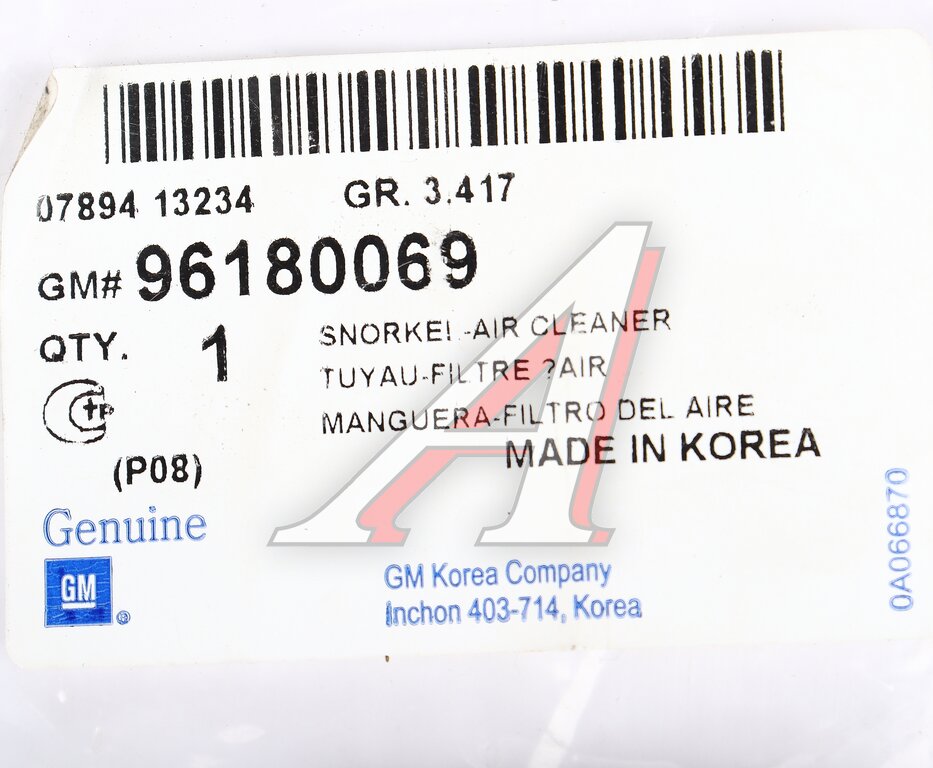 07894 13234 GR. 3.417
GM# 96180069
QTY. 1
SNORKEL-AIR CLEANER
TUYAU-FILTRE ?AIR
MANGUERA-FILTRO DEL AIRE
MADE IN KOREA
(P08)
Genuine
GM
GM Korea Company
Inchon 403-714, Korea
0A066870